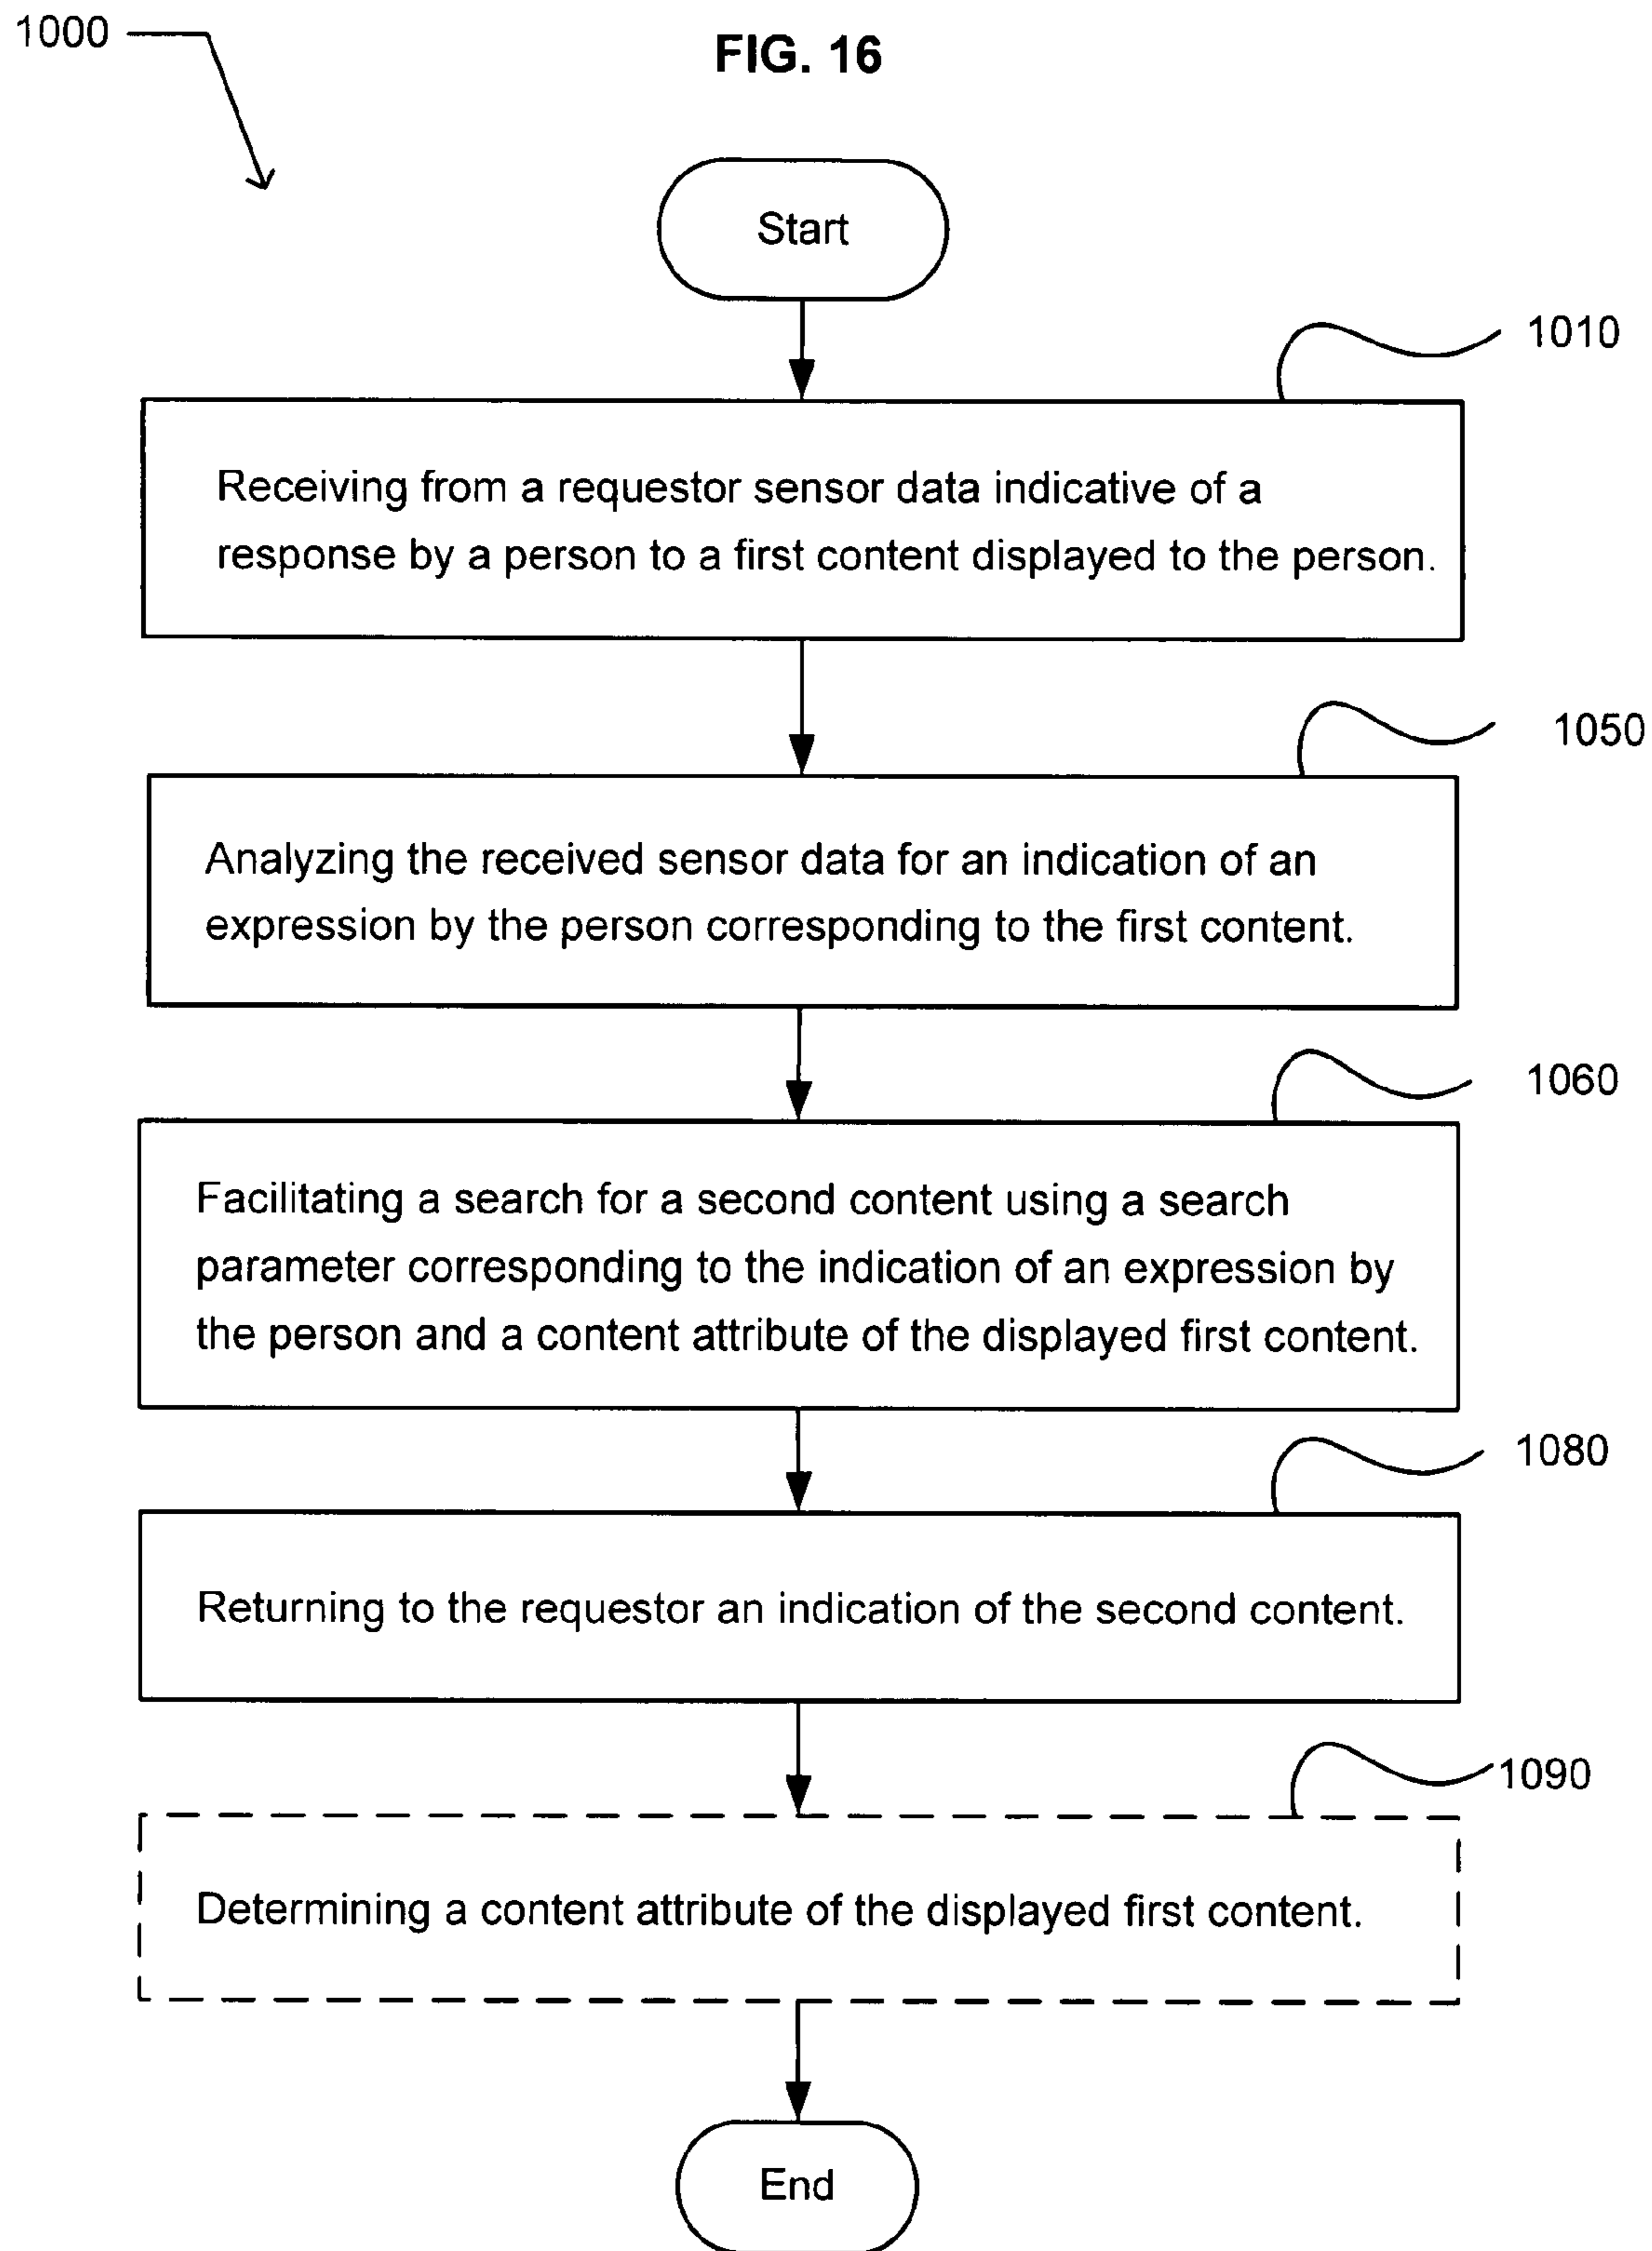 1000
FIG. 16
Start
1010
Receiving from a requestor sensor data indicative of a
response by a person to a first content displayed to the person.
1050
Analyzing the received sensor data for an indication of an
expression by the person corresponding to the first content.
1060
Facilitating a search for a second content using a search
parameter corresponding to the indication of an expression by
the person and a content attribute of the displayed first content.
1080
Returning to the requestor an indication of the second content.
1090
Determining a content attribute of the displayed first content.
End